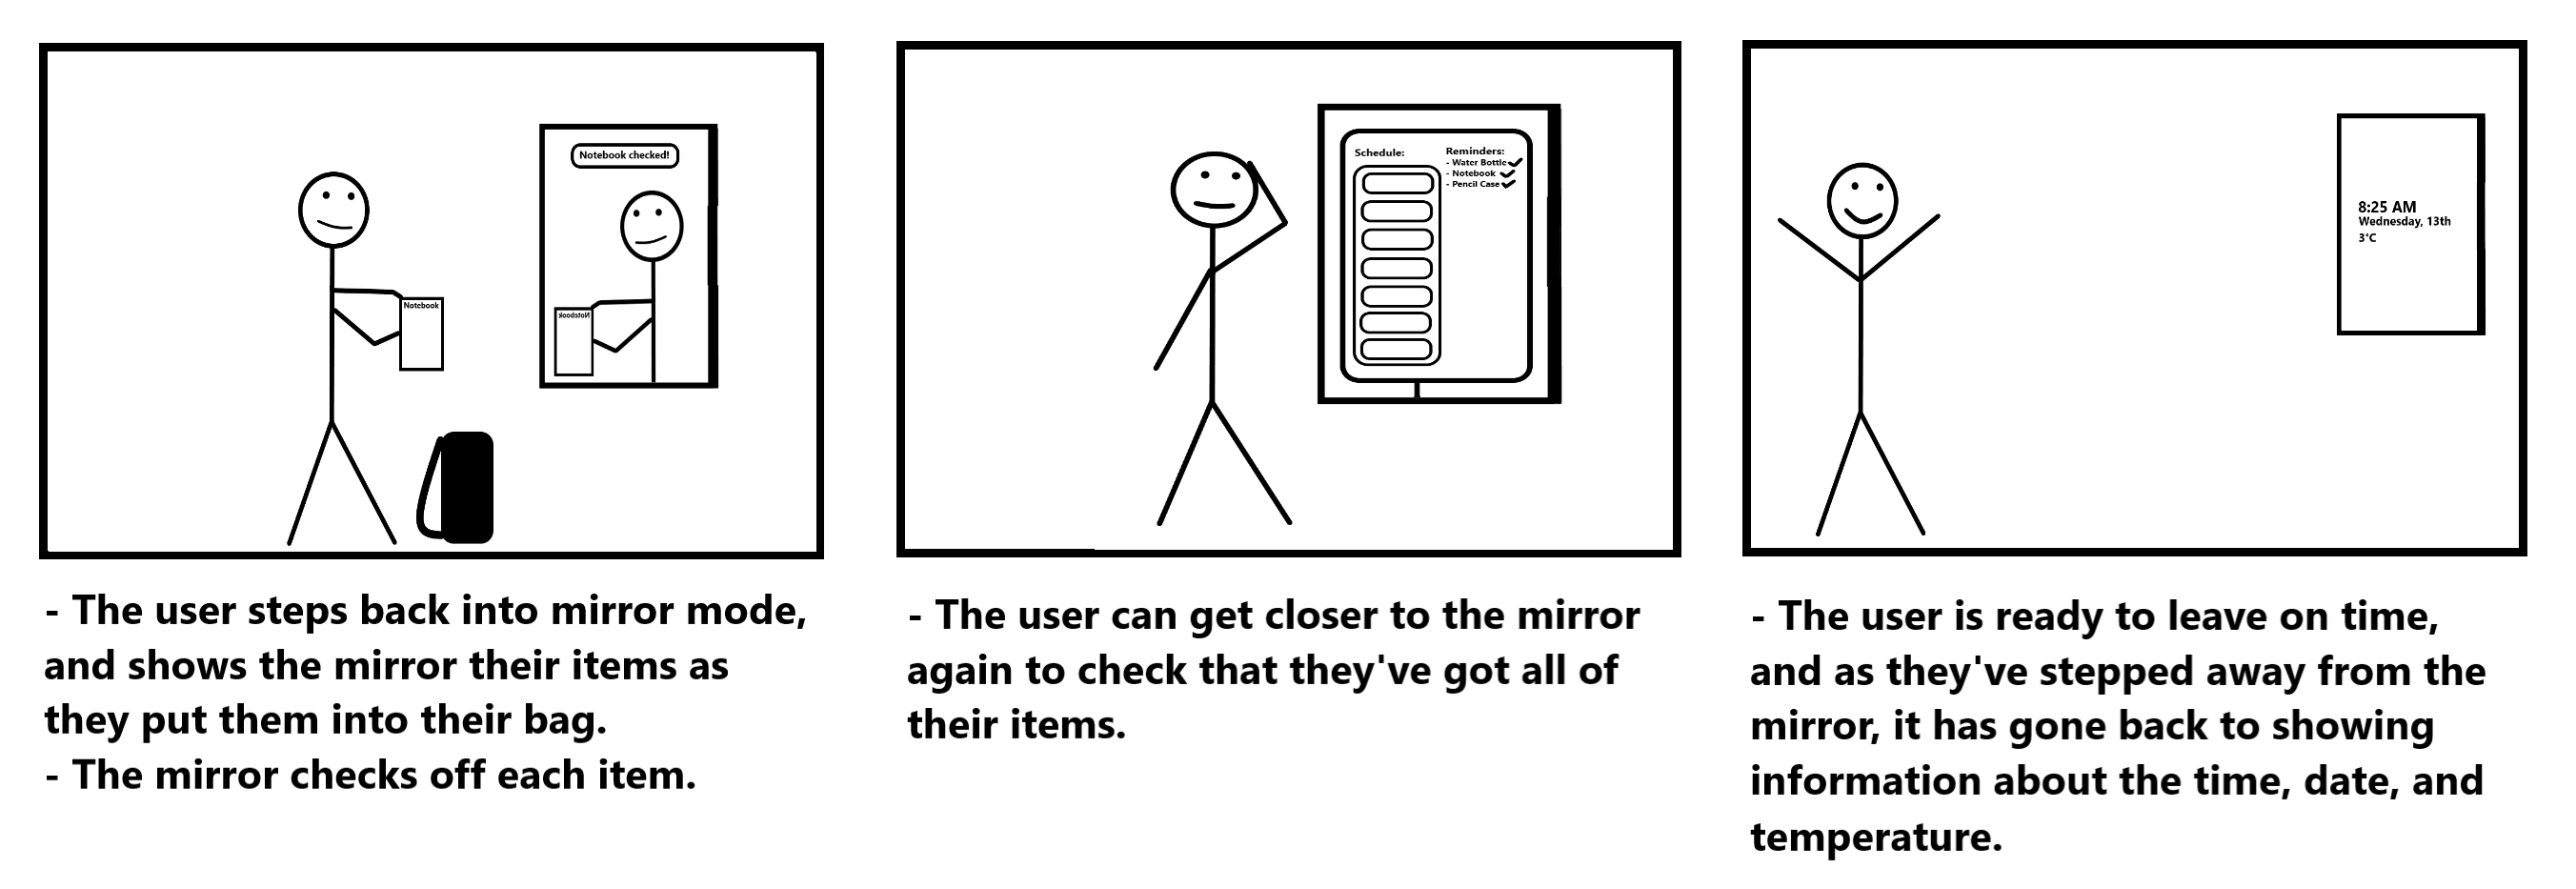 Notebook checked!
Notebook
Notebook
- The user steps back into mirror mode,
and shows the mirror their items as
they put them into their bag.
- The mirror checks off each item.
Schedule:
Reminders:
- Water Bottle
- Notebook
- Pencil Case
- The user can get closer to the mirror
again to check that they've got all of
their items.
8:25 AM
Wednesday, 13th
3°C
- The user is ready to leave on time,
and as they've stepped away from the
mirror, it has gone back to showing
information about the time, date, and
temperature.